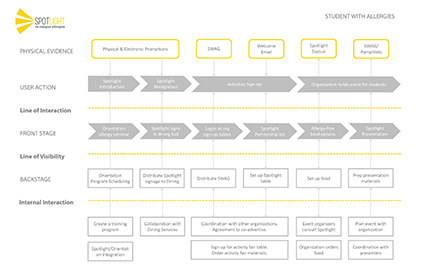 SPOTLIGHT
on campus allergies
STUDENT WITH ALLERGIES
PHYSICAL EVIDENCE
Physical & Electronic Promotions
SWAG
Welcome
Email
Spotlight
Station
SWAG/
Pamphlets
USER ACTION
Spotlight
Introduction
Spotlight
Recognition
Activities Sign up
Organization holds event for students
Line of Interaction
FRONT STAGE
Orientation
allergy seminar
Spotlight signs
in dining hall
sign-up tables
Spotlight
Partnership list
Allergy-free
food options
Spotlight
Presentation
Line of Visibility
BACKSTAGE
Orientation
Program Scheduling
Distribute Spotlight
signage to Dining
Distribute SWAG
Set up Spotlight
table
Set up food
Prep presentation
materials
Internal Interaction
Create a training
program
Collaboration with
Dining Services
Coordination with other organizations.
Agreement to co-advertise.
Event organizers
consult Spotlight
Plan event with
organization
Spotlight/Orientati
on Integration
Sign up for activity fair table.
Order activity fair materials.
Organization orders
food
Coordination with
presenters